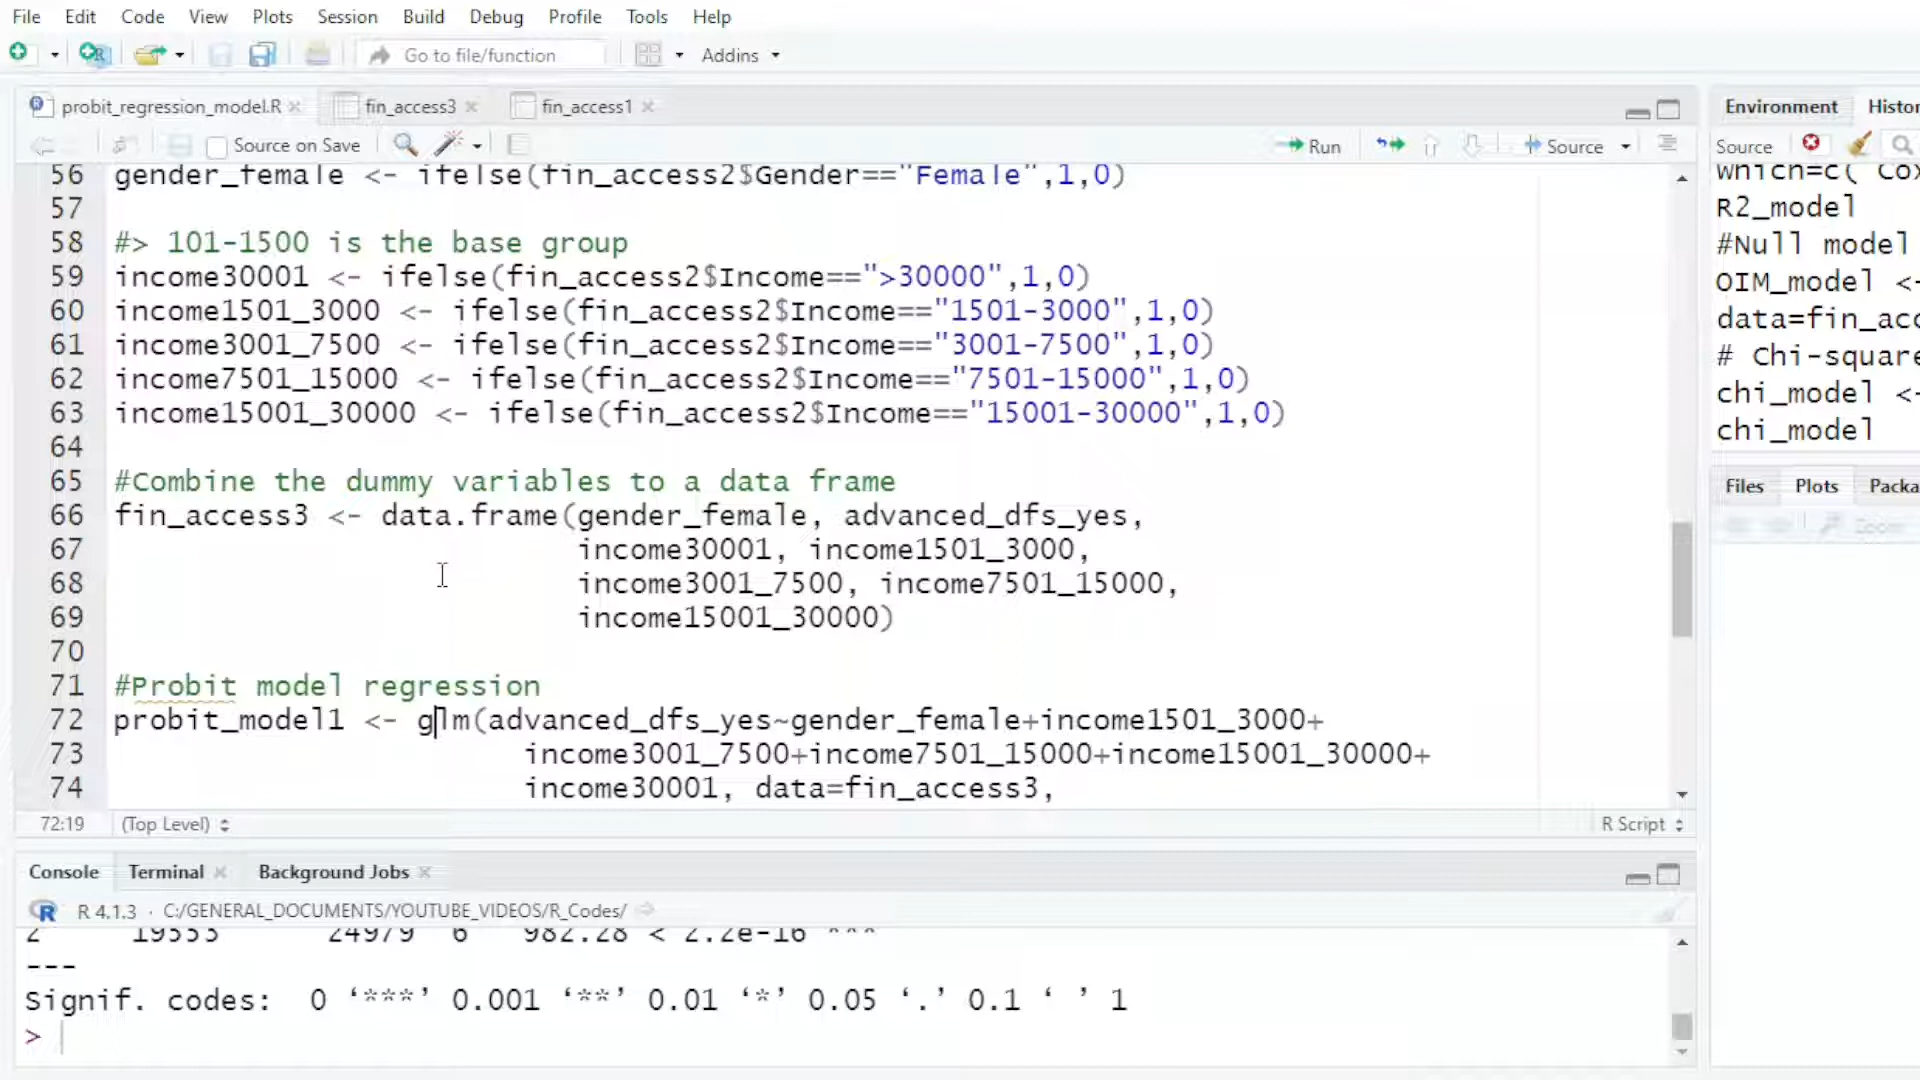 File Edit Code View Plots Session Build Debug Profile Tools Help
Go to file/function Addins
probit_regression_model.R fin_access3 fin_access1
Source on Save Run Source
56 gender_female <- ifelse(fin_access2$Gender=="Female",1,0)
57
58 #> 101-1500 is the base group
59 income30001 <- ifelse(fin_access2$Income==">30000",1,0)
60 income1501_3000 <- ifelse(fin_access2$Income=="1501-3000",1,0)
61 income3001_7500 <- ifelse(fin_access2$Income=="3001-7500",1,0)
62 income7501_15000 <- ifelse(fin_access2$Income=="7501-15000",1,0)
63 income15001_30000 <- ifelse(fin_access2$Income=="15001-30000",1,0)
64
65 #Combine the dummy variables to a data frame
66 fin_access3 <- data.frame(gender_female, advanced_dfs_yes,
67 income30001, income1501_3000,
68 income3001_7500, income7501_15000,
69 income15001_30000)
70
71 #Probit model regression
72 probit_model1 <- glm(advanced_dfs_yes~gender_female+income1501_3000+
73 income3001_7500+income7501_15000+income15001_30000+
74 income30001, data=fin_access3,
72:19 (Top Level) R Script
Console Terminal Background Jobs
R 4.1.3 · C:/GENERAL_DOCUMENTS/YOUTUBE_VIDEOS/R_Codes/
2 19553 24979 6 982.28 < 2.2e-16 ***
---
Signif. codes: 0 ‘***’ 0.001 ‘**’ 0.01 ‘*’ 0.05 ‘.’ 0.1 ‘ ’ 1
>
Environment Histor
Source
which=c( Cox
R2_model
#Null model
OIM_model <-
data=fin_acc
# Chi-square
chi_model <-
chi_model
Files Plots Packa
Zoom